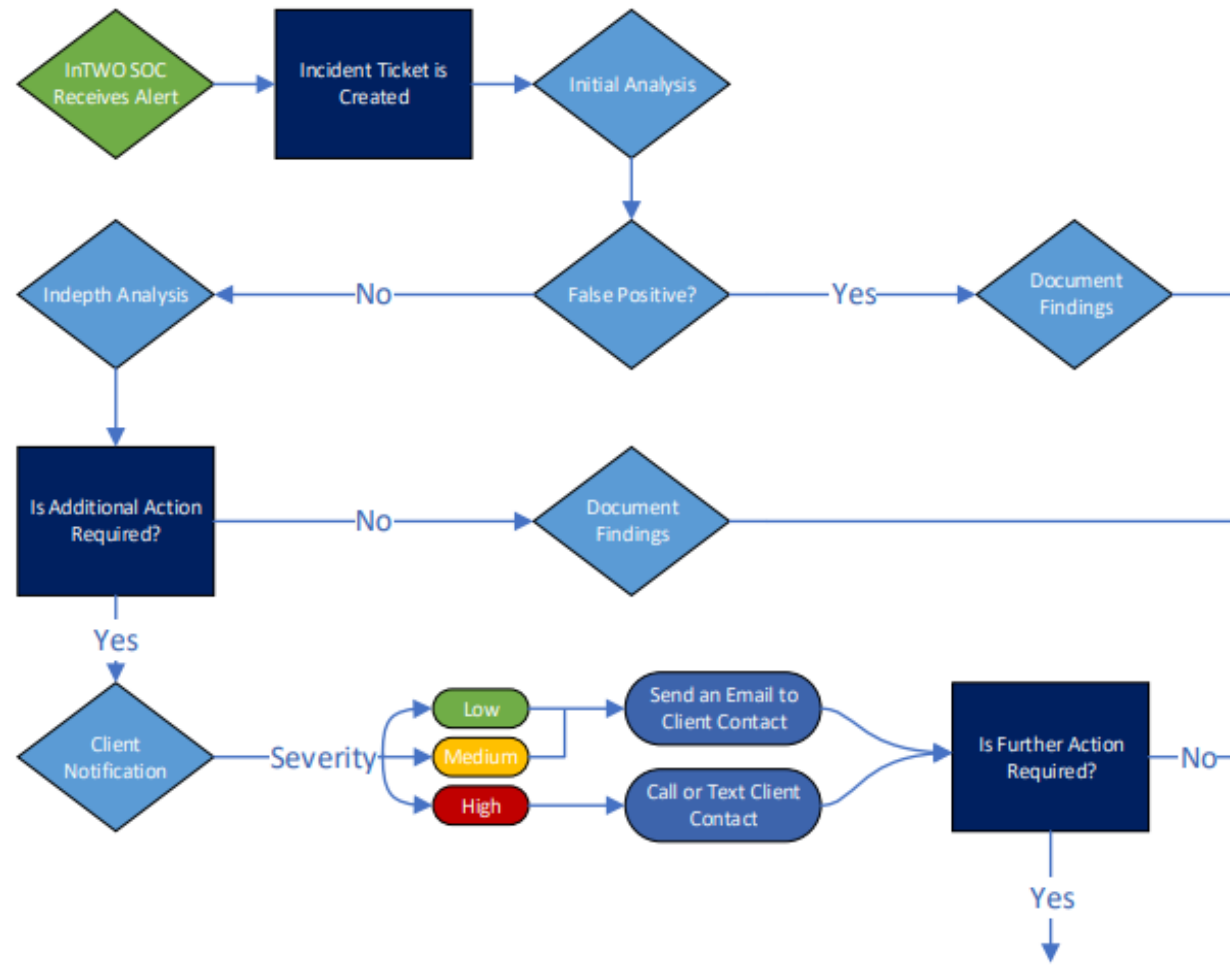 InTWO SOC
Receives Alert
Incident Ticket is
Created
Initial Analysis
Indepth Analysis
No
False Positive?
Yes
Document
Findings
Is Additional Action
Required?
No
Document
Findings
Yes
Client
Notification
Severity
Low
Medium
High
Send an Email to
Client Contact
Call or Text Client
Contact
Is Further Action
Required?
No
Yes